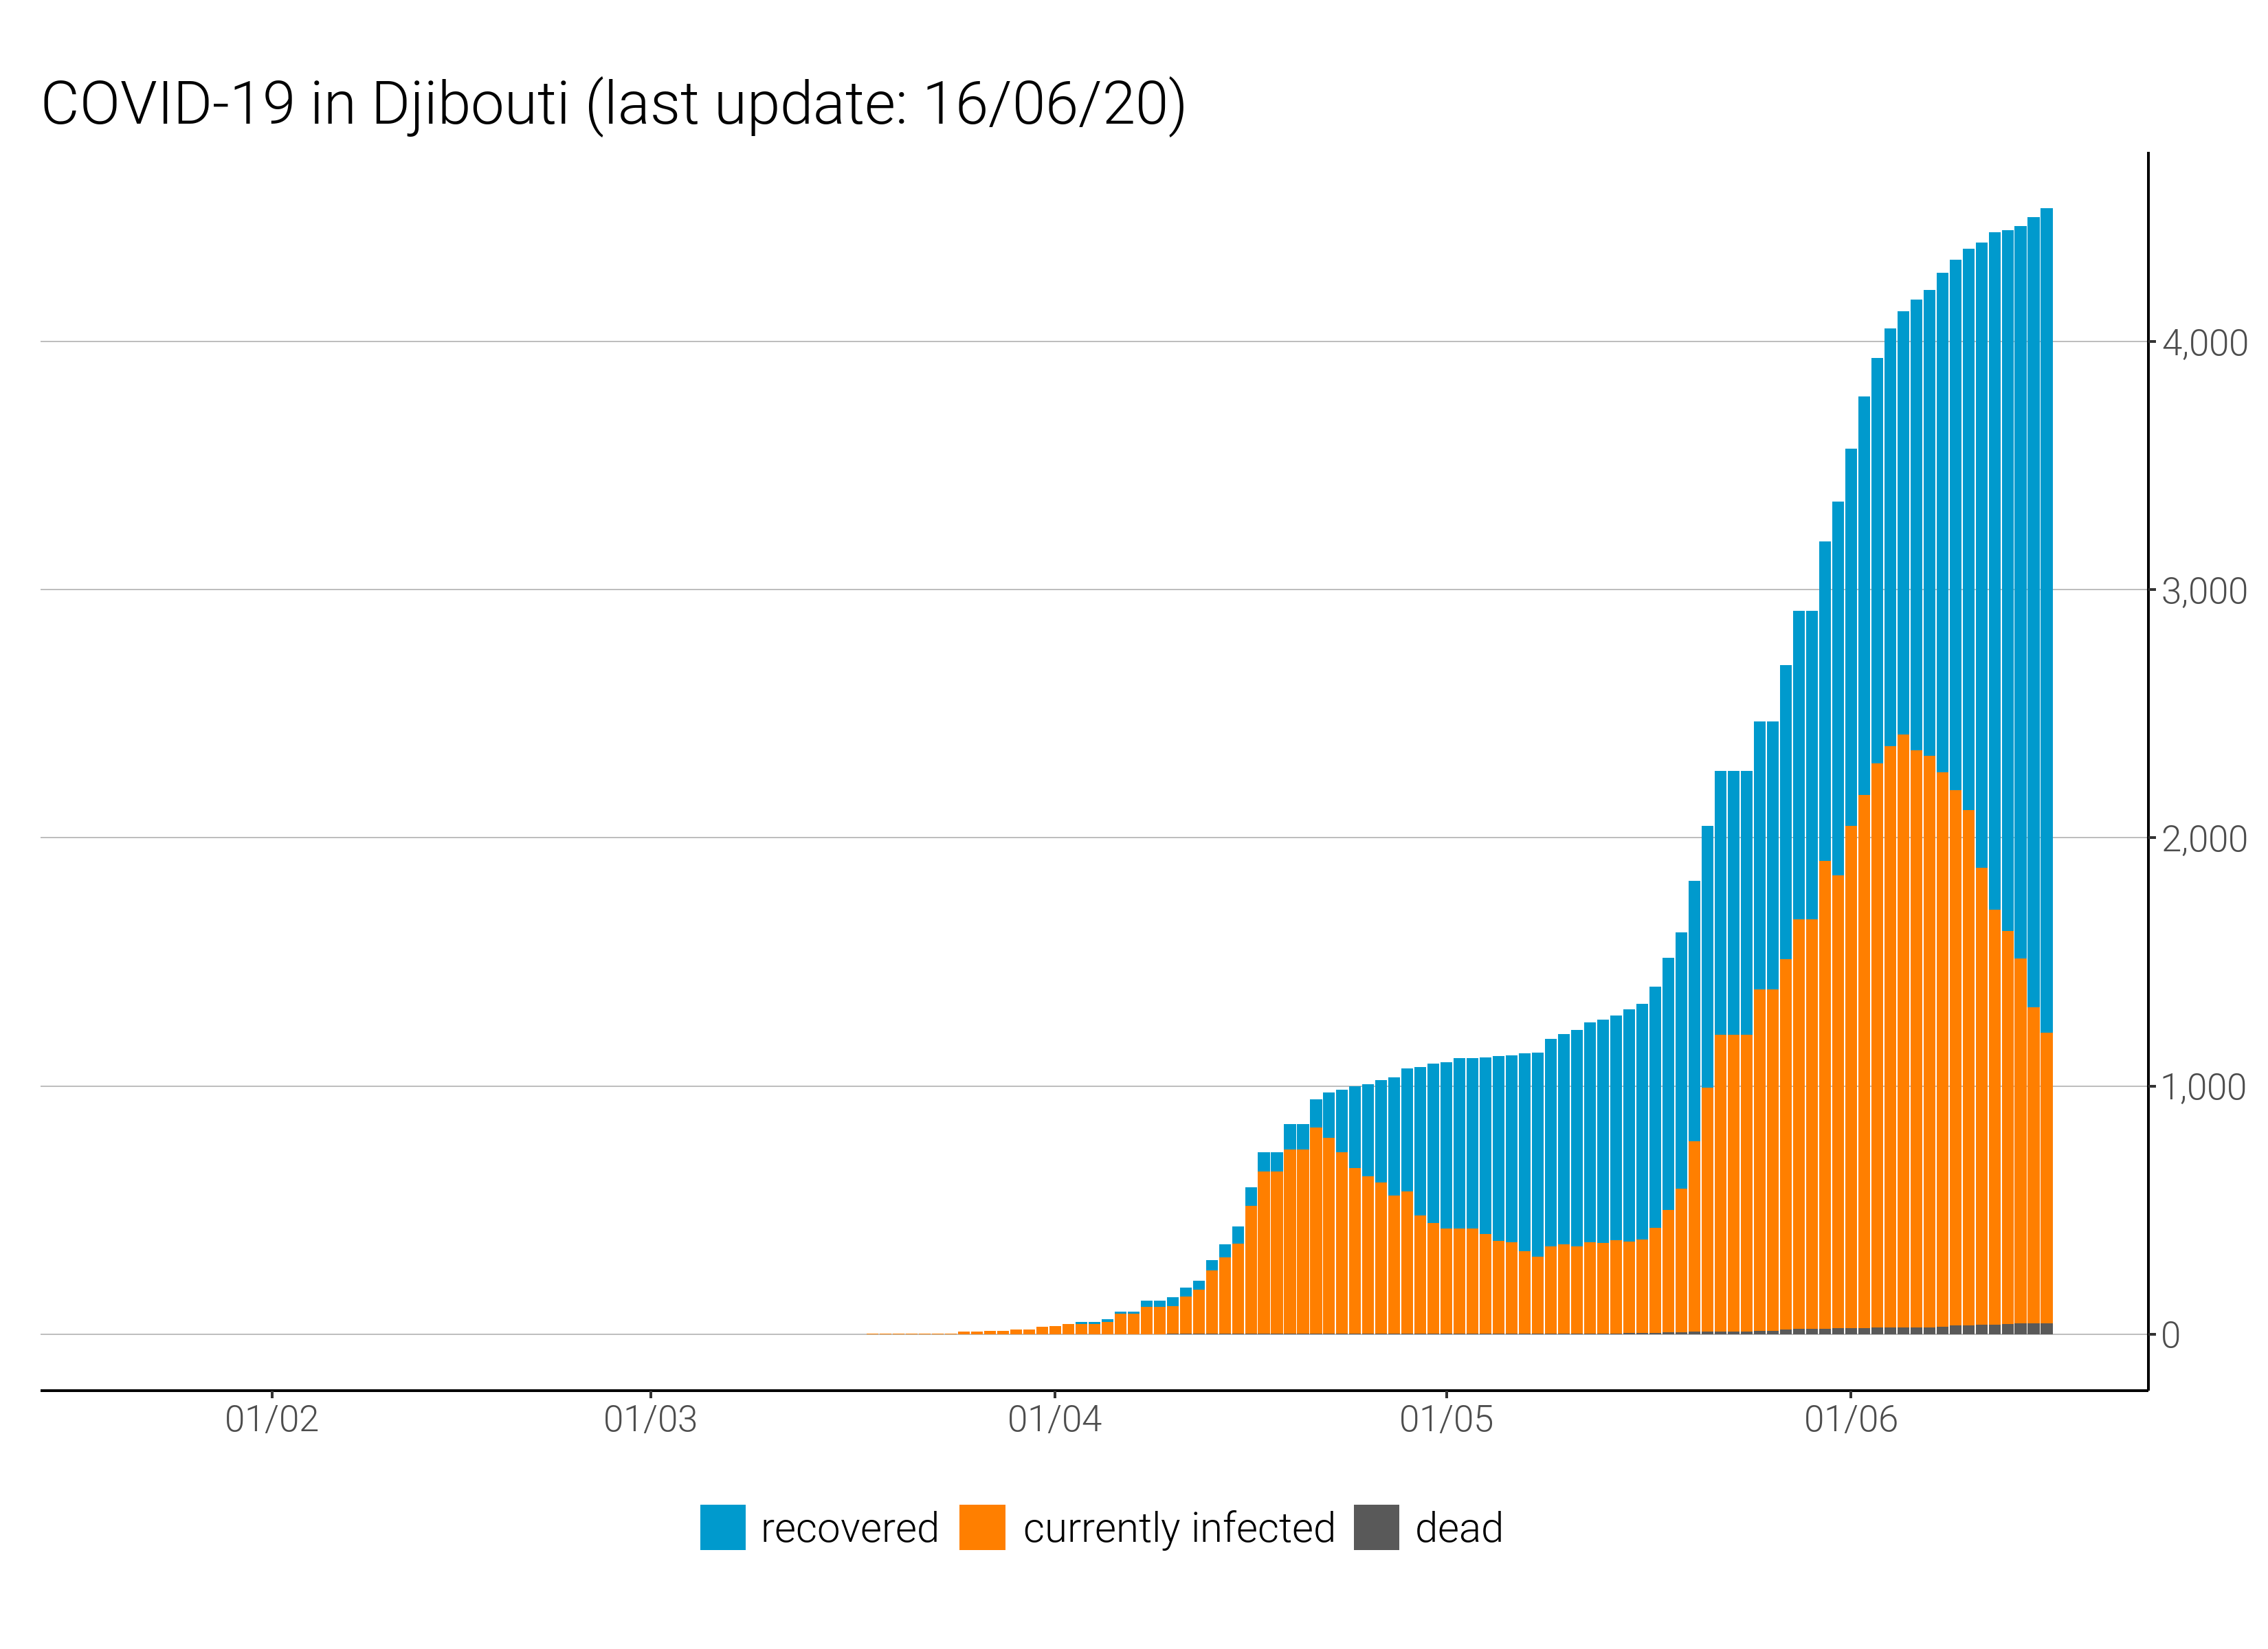 COVID-19 in Djibouti (last update: 16/06/20)
4,000
3,000
2,000
1,000
0
01/02 01/03 01/04 01/05 01/06
recovered currently infected dead